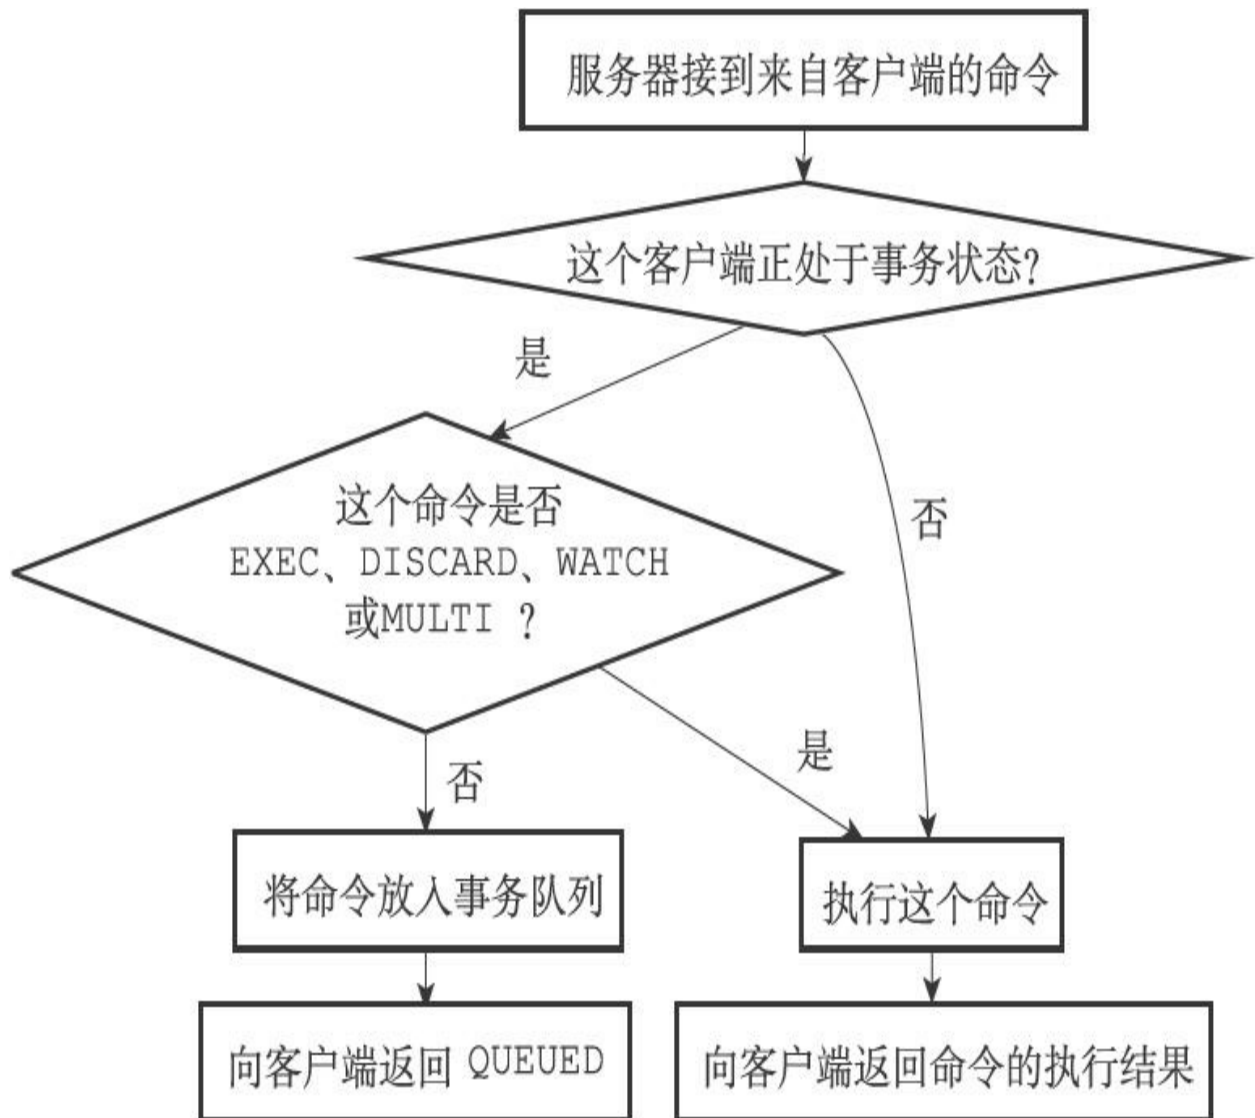 服务器接到来自客户端的命令
这个客户端正处于事务状态?
是
否
这个命令是否
EXEC、DISCARD、WATCH
或MULTI ?
否
是
将命令放入事务队列
执行这个命令
向客户端返回 QUEUED
向客户端返回命令的执行结果